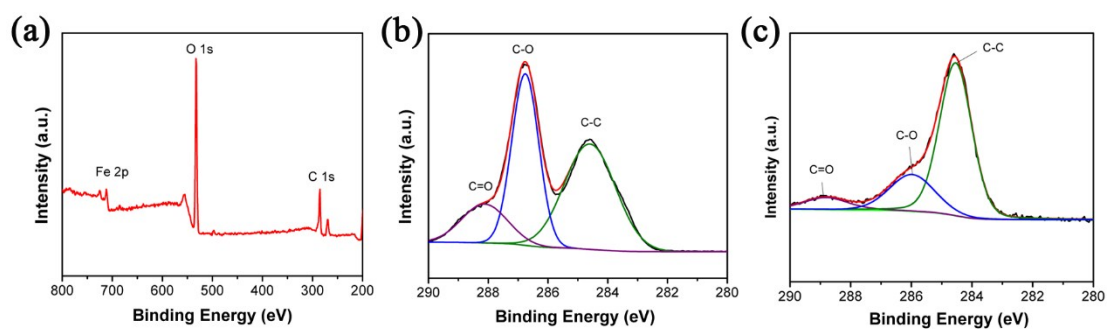 (a)
O 1s
Fe 2p
C 1s
Intensity (a.u.)
800 700 600 500 400 300 200
Binding Energy (eV)
(b)
C-O
C-C
C=O
Intensity (a.u.)
290 288 286 284 282 280
Binding Energy (eV)
(c)
C-C
C-O
C=O
Intensity (a.u.)
290 288 286 284 282 280
Binding Energy (eV)